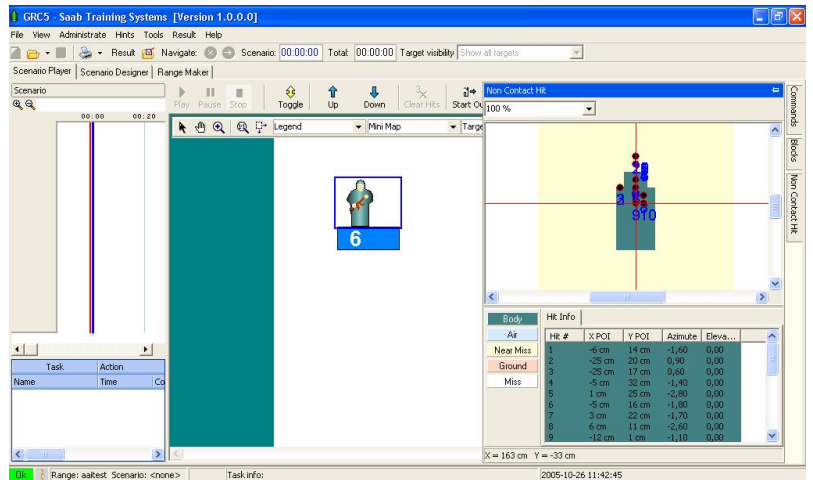 GRC5 - Saab Training Systems [Version 1.0.0.0]
File View Administrate Hints Tools Result Help
Result Navigate: Scenario: 00:00:00 Total: 00:00:00 Target visibility Show all targets
Scenario Player Scenario Designer Range Maker
Scenario
Play Pause Stop Toggle Up Down Clear Hits Start Ou
Non Contact Hit
100 %
00:00 00:20
Legend Mini Map Targe
Commands
Blocks
Non Contact Hit
3
910
6
Body
Air
Near Miss
Ground
Miss
Hit Info
Hit # X POI Y POI Azimute Eleva...
1 -6 cm 14 cm -1,60 0,00
2 -25 cm 20 cm 0,90 0,00
3 -25 cm 17 cm 0,60 0,00
4 -5 cm 32 cm -1,40 0,00
5 1 cm 25 cm -2,80 0,00
6 -5 cm 16 cm -1,80 0,00
7 3 cm 22 cm -1,70 0,00
8 6 cm 11 cm -2,60 0,00
9 -12 cm 1 cm -1,10 0,00
Task Action
Name Time Co
X = 163 cm Y = -33 cm
Ok Range: aaitest Scenario: <none> Task info: 2005-10-26 11:42:45